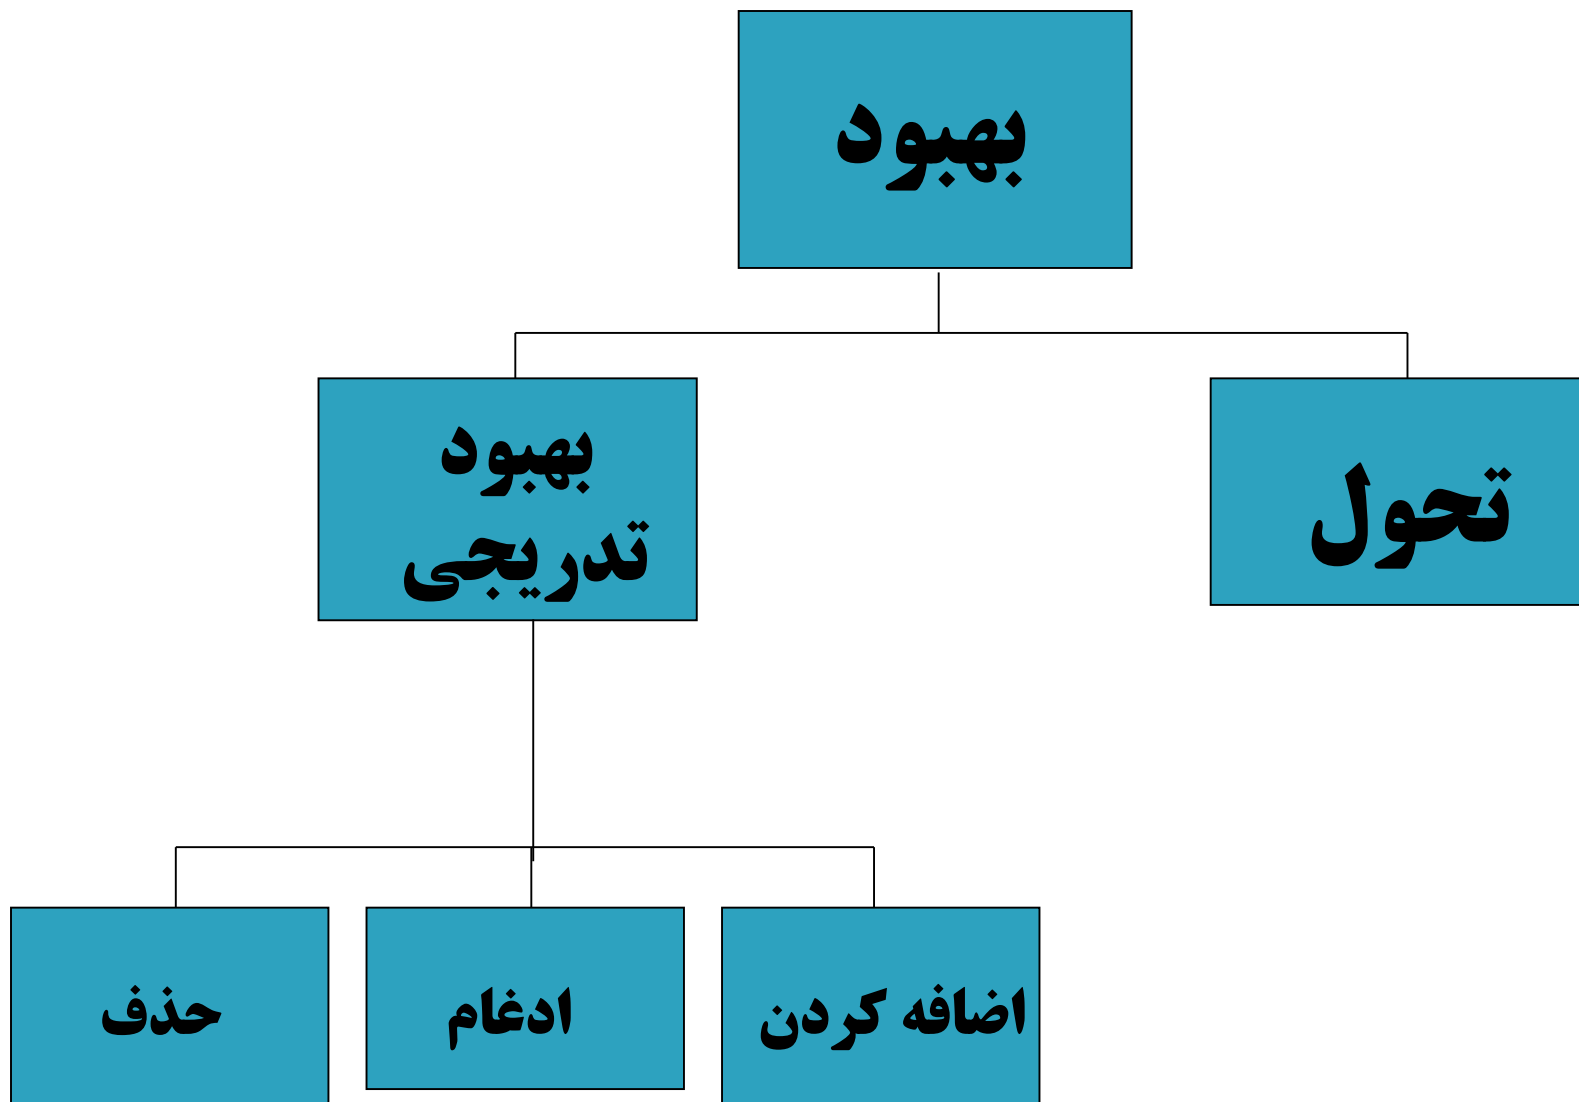 بهبود
تحول
بهبود
تدریجی
اضافه کردن
ادغام
حذف